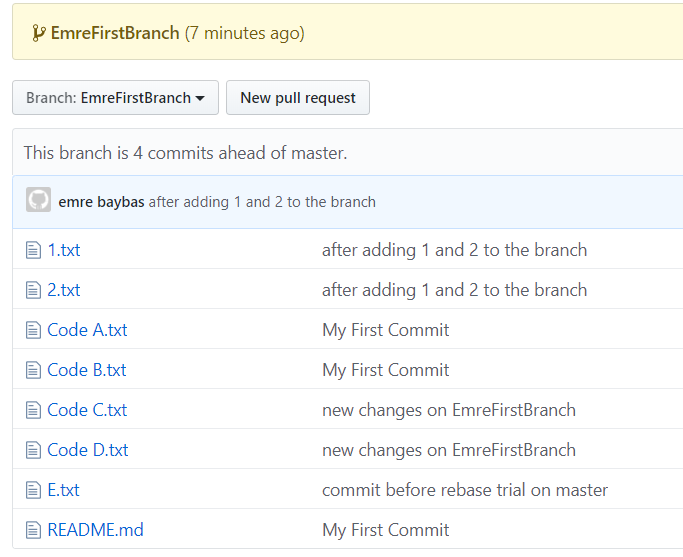 EmreFirstBranch (7 minutes ago)
Branch: EmreFirstBranch New pull request
This branch is 4 commits ahead of master.
emre baybas after adding 1 and 2 to the branch
1.txt after adding 1 and 2 to the branch
2.txt after adding 1 and 2 to the branch
Code A.txt My First Commit
Code B.txt My First Commit
Code C.txt new changes on EmreFirstBranch
Code D.txt new changes on EmreFirstBranch
E.txt commit before rebase trial on master
README.md My First Commit